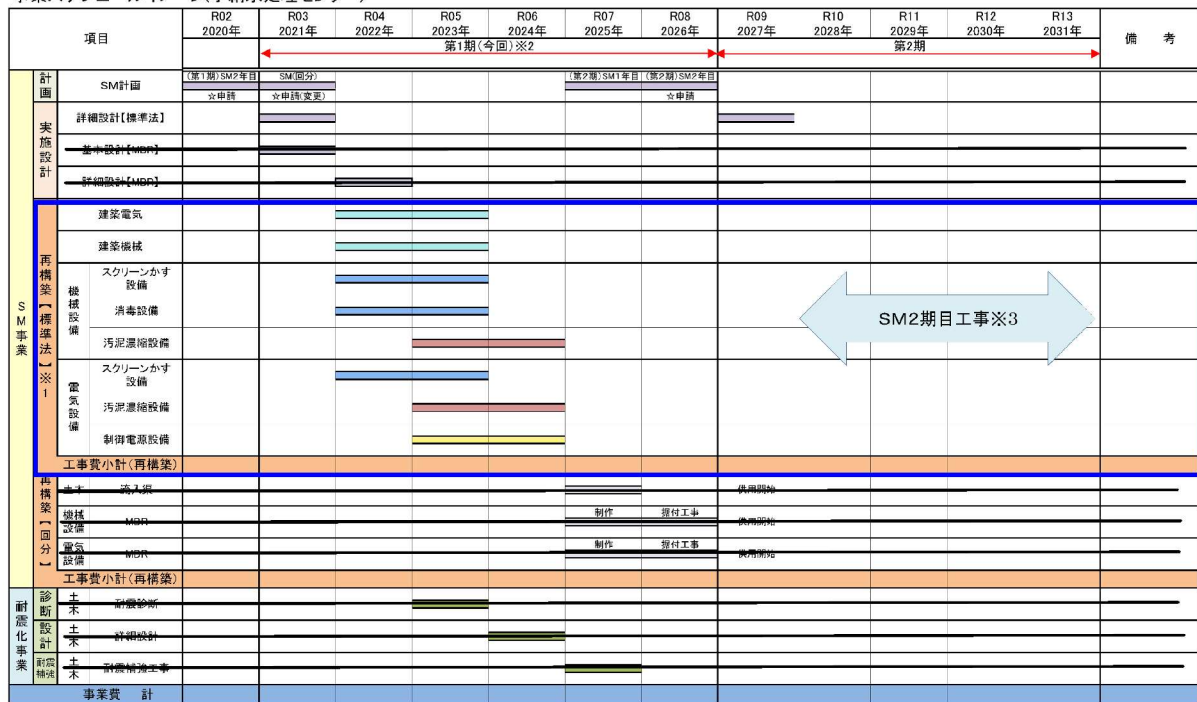 項目
R02 R03 R04 R05 R06 R07 R08 R09 R10 R11 R12 R13
2020年 2021年 2022年 2023年 2024年 2025年 2026年 2027年 2028年 2029年 2030年 2031年
備 考
第1期(今回)※2
第2期
SM事業
計画
SM計画
(第1期)SM2年目
SM(回分)
(第2期)SM1年目
(第2期)SM2年目
☆申請
☆申請(変更)
☆申請
実施設計
詳細設計【標準法】
基本設計【MBR】
詳細設計【MBR】
再構築【標準法】※1
建築電気
建築機械
機械設備
スクリーンかす
設備
消毒設備
汚泥濃縮設備
電気設備
スクリーンかす
設備
汚泥濃縮設備
制御電源設備
SM2期目工事※3
工事費小計(再構築)
再構築【回分】
土木
流入渠
供用開始
機械
設備
MBR
制作
据付工事
供用開始
電気
設備
MBR
制作
据付工事
供用開始
工事費小計(再構築)
耐震化事業
診断
土木
耐震診断
設計
土木
詳細設計
耐震
補強
土木
耐震補強工事
事業費 計